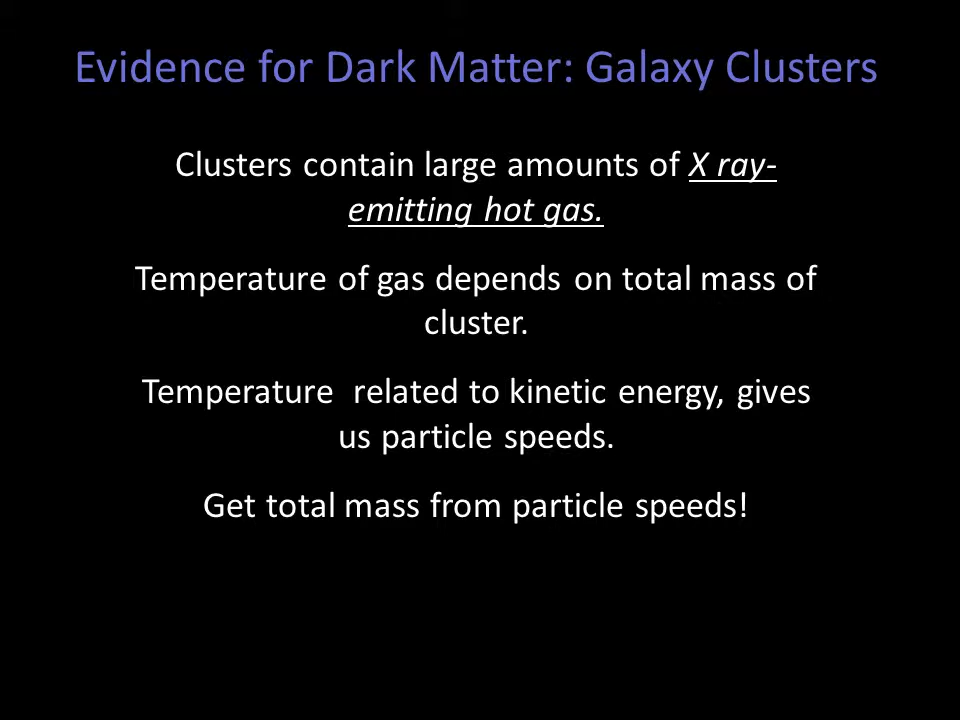 Evidence for Dark Matter: Galaxy Clusters
Clusters contain large amounts of X ray-
emitting hot gas.
Temperature of gas depends on total mass of
cluster.
Temperature  related to kinetic energy, gives
us particle speeds.
Get total mass from particle speeds!